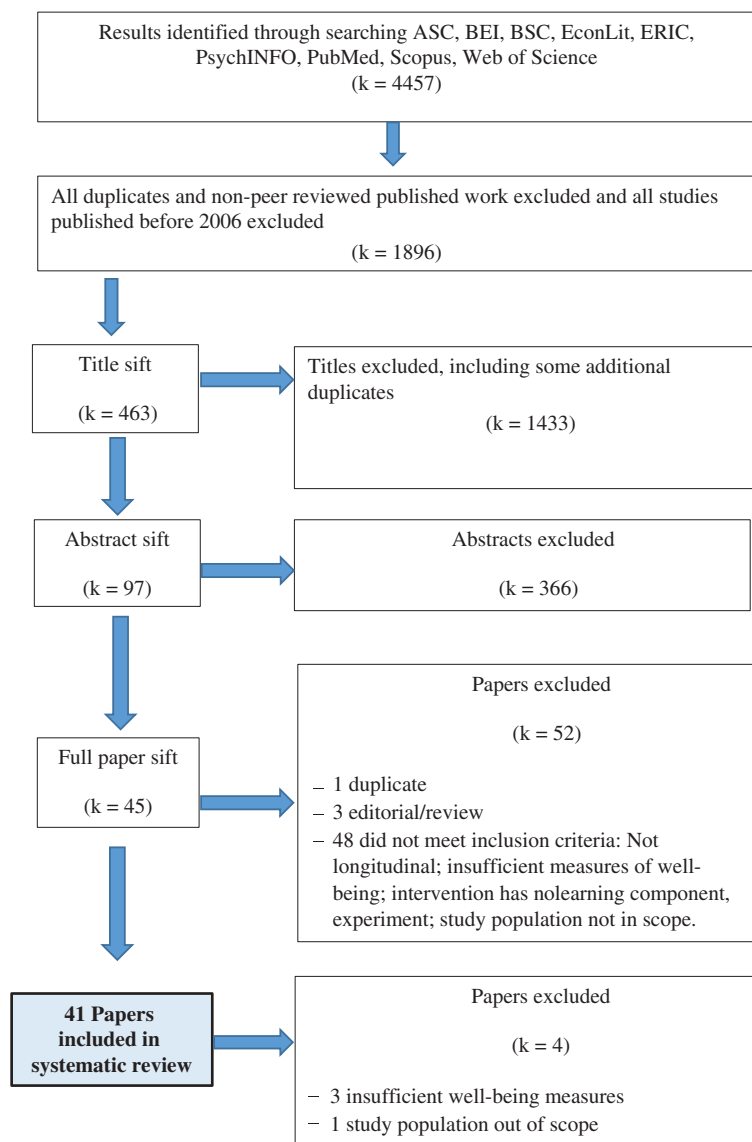 Results identified through searching ASC, BEI, BSC, EconLit, ERIC,
PsychINFO, PubMed, Scopus, Web of Science
(k = 4457)
All duplicates and non-peer reviewed published work excluded and all studies
published before 2006 excluded
(k = 1896)
Title sift
(k = 463)
Titles excluded, including some additional
duplicates
(k = 1433)
Abstract sift
(k = 97)
Abstracts excluded
(k = 366)
Full paper sift
(k = 45)
Papers excluded
(k = 52)
– 1 duplicate
– 3 editorial/review
– 48 did not meet inclusion criteria: Not
longitudinal; insufficient measures of well-
being; intervention has nolearning component,
experiment; study population not in scope.
41 Papers
included in
systematic review
Papers excluded
(k = 4)
– 3 insufficient well-being measures
– 1 study population out of scope